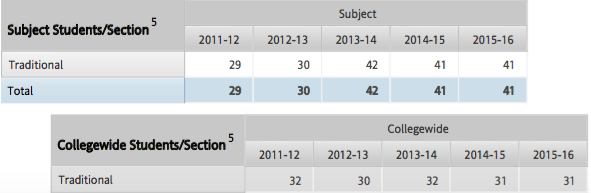 Subject Students/Section 5 Subject
2011-12 2012-13 2013-14 2014-15 2015-16
Traditional 29 30 42 41 41
Total 29 30 42 41 41
Collegewide Students/Section 5 Collegewide
2011-12 2012-13 2013-14 2014-15 2015-16
Traditional 32 30 32 31 31